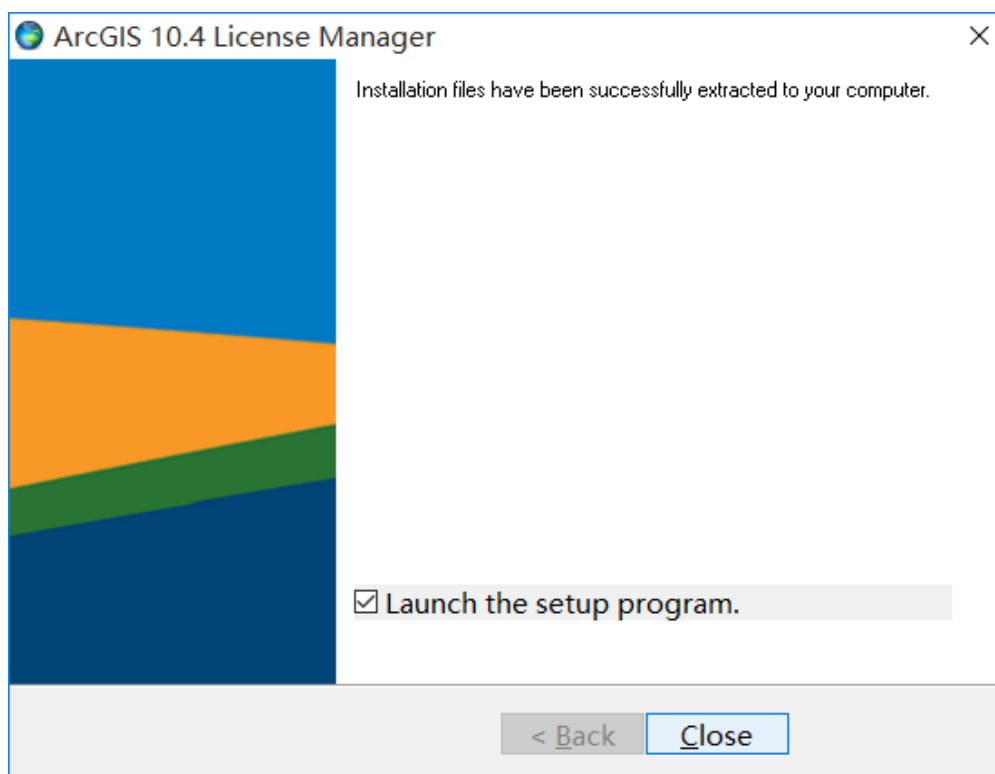 ArcGIS 10.4 License Manager
Installation files have been successfully extracted to your computer.
Launch the setup program.
< Back Close